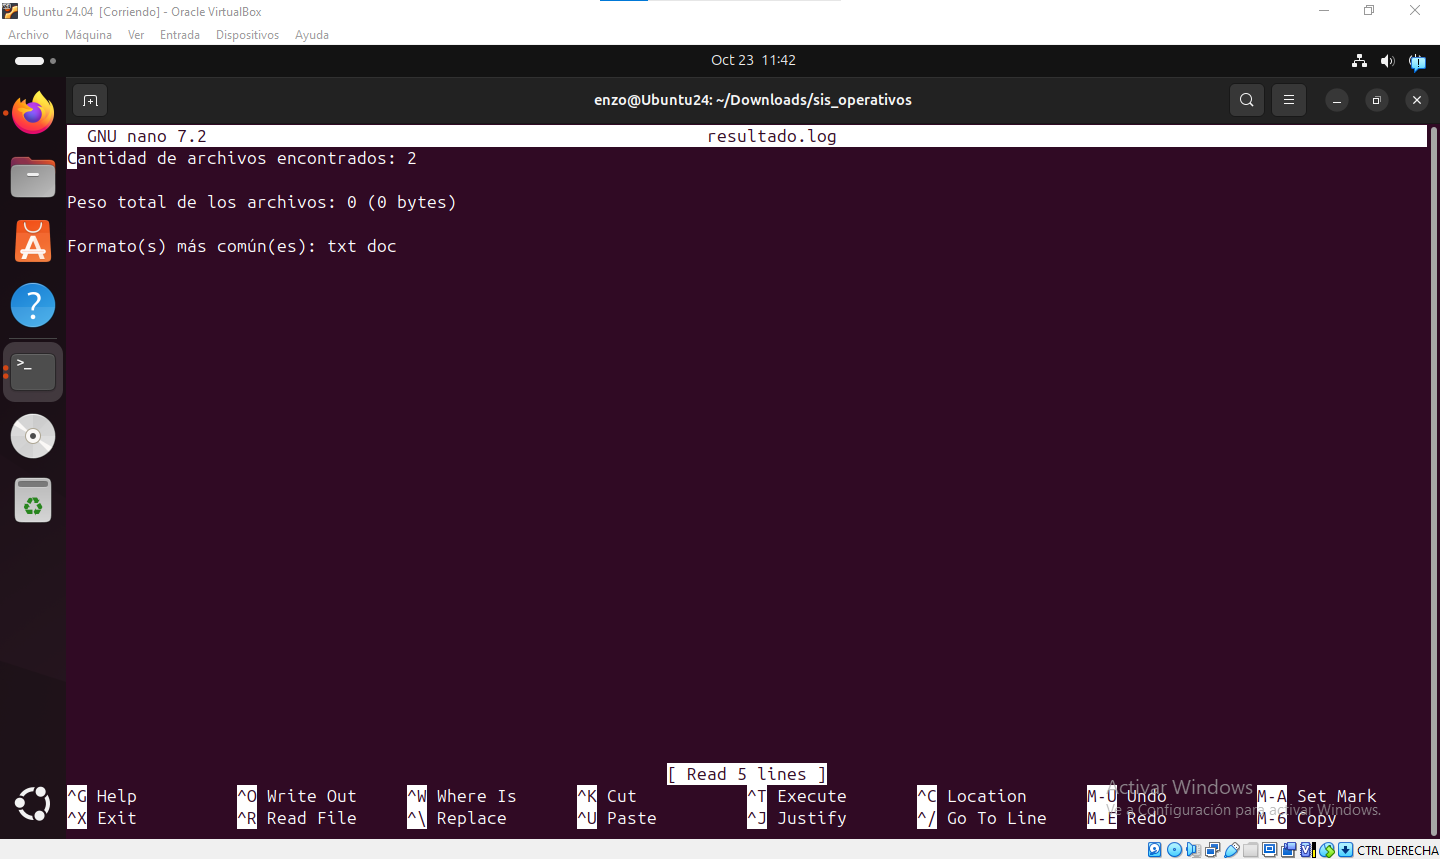 Ubuntu 24.04 [Corriendo] - Oracle VirtualBox
Archivo Máquina Ver Entrada Dispositivos Ayuda
Oct 23 11:42
enzo@Ubuntu24: ~/Downloads/sis_operativos
GNU nano 7.2 resultado.log
Cantidad de archivos encontrados: 2
Peso total de los archivos: 0 (0 bytes)
Formato(s) más común(es): txt doc
[ Read 5 lines ]
^G Help ^O Write Out ^W Where Is ^K Cut ^T Execute ^C Location M-U Undo M-A Set Mark
^X Exit ^R Read File ^\ Replace ^U Paste ^J Justify ^/ Go To Line M-E Redo M-6 Copy
Activar Windows
Ve a Configuración para activar Windows.
CTRL DERECHA